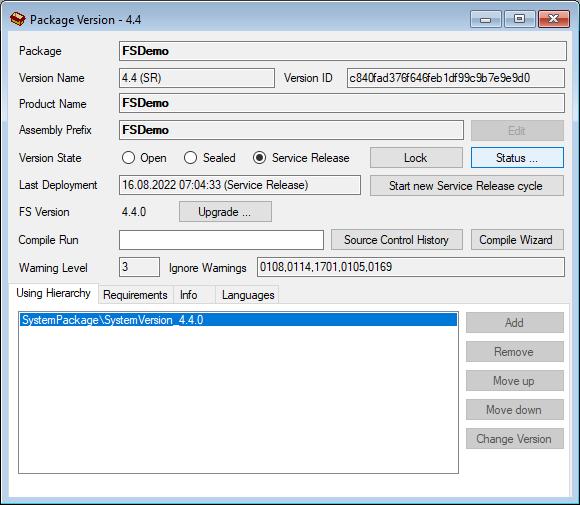 Package Version - 4.4
Package FSDemo
Version Name 4.4 (SR) Version ID c840fad376f646feb1df99c9b7e9e9d0
Product Name FSDemo
Assembly Prefix FSDemo Edit
Version State Open Sealed Service Release Lock Status ...
Last Deployment 16.08.2022 07:04:33 (Service Release) Start new Service Release cycle
FS Version 4.4.0 Upgrade ...
Compile Run Source Control History Compile Wizard
Warning Level 3 Ignore Warnings 0108,0114,1701,0105,0169
Using Hierarchy Requirements Info Languages
SystemPackage\SystemVersion_4.4.0 Add
Remove
Move up
Move down
Change Version